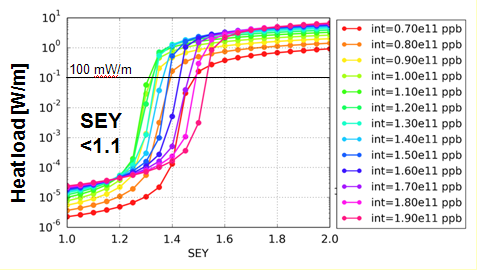 Heat load [W/m]
10¹
10⁰
10⁻¹
10⁻²
10⁻³
10⁻⁴
10⁻⁵
10⁻⁶
100 mW/m
SEY
<1.1
1.0 1.2 1.4 1.6 1.8 2.0
SEY
int=0.70e11 ppb
int=0.80e11 ppb
int=0.90e11 ppb
int=1.00e11 ppb
int=1.10e11 ppb
int=1.20e11 ppb
int=1.30e11 ppb
int=1.40e11 ppb
int=1.50e11 ppb
int=1.60e11 ppb
int=1.70e11 ppb
int=1.80e11 ppb
int=1.90e11 ppb